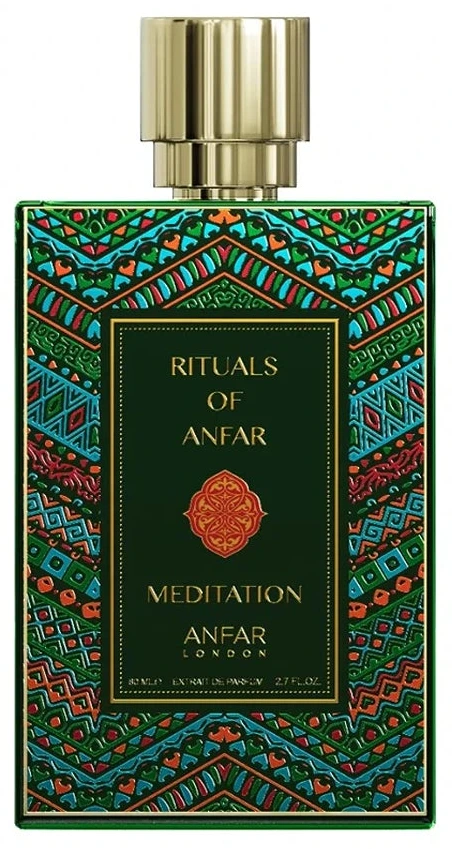 RITUALS
OF
ANFAR
MEDITATION
ANFAR
LONDON
80 ML℮ EXTRAIT DE PARFUM 2.7 FL.OZ.